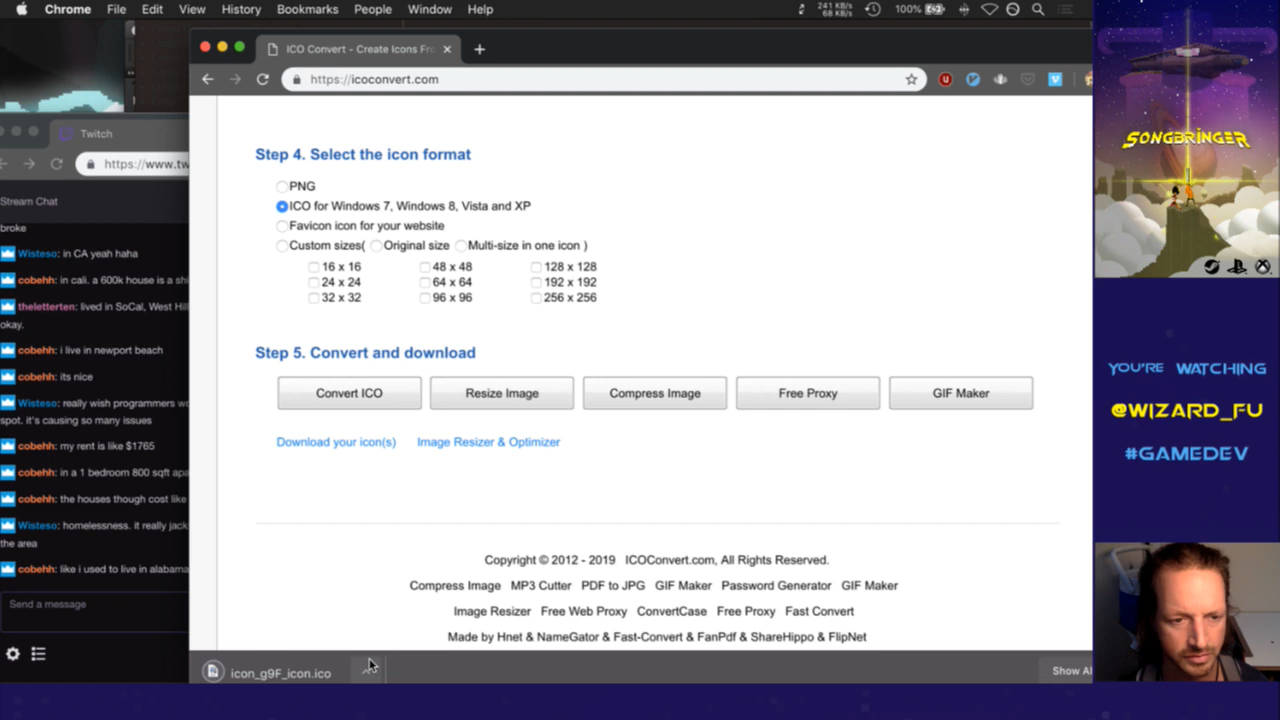 Chrome File Edit View History Bookmarks People Window Help
241 KB/s
68 KB/s
100%
ICO Convert - Create Icons Fro
https://icoconvert.com
Twitch
https://www.tw
Stream Chat
broke
Wisteso: in CA yeah haha
cobehh: in cali. a 600k house is a shi
theletterten: lived in SoCal, West Hill
okay.
cobehh: i live in newport beach
cobehh: its nice
Wisteso: really wish programmers wo
spot. it's causing so many issues
cobehh: my rent is like $1765
cobehh: in a 1 bedroom 800 sqft apa
cobehh: the houses though cost like
Wisteso: homelessness. it really jack
the area
cobehh: like i used to live in alabama
Send a message
Step 4. Select the icon format
PNG
ICO for Windows 7, Windows 8, Vista and XP
Favicon icon for your website
Custom sizes( Original size Multi-size in one icon )
16 x 16 48 x 48 128 x 128
24 x 24 64 x 64 192 x 192
32 x 32 96 x 96 256 x 256
Step 5. Convert and download
Convert ICO Resize Image Compress Image Free Proxy GIF Maker
Download your icon(s) Image Resizer & Optimizer
Copyright © 2012 - 2019 ICOConvert.com, All Rights Reserved.
Compress Image MP3 Cutter PDF to JPG GIF Maker Password Generator GIF Maker
Image Resizer Free Web Proxy ConvertCase Free Proxy Fast Convert
Made by Hnet & NameGator & Fast-Convert & FanPdf & ShareHippo & FlipNet
icon_g9F_icon.ico
Show Al
SONGBRINGER
YOU'RE WATCHING
@WIZARD_FU
#GAMEDEV